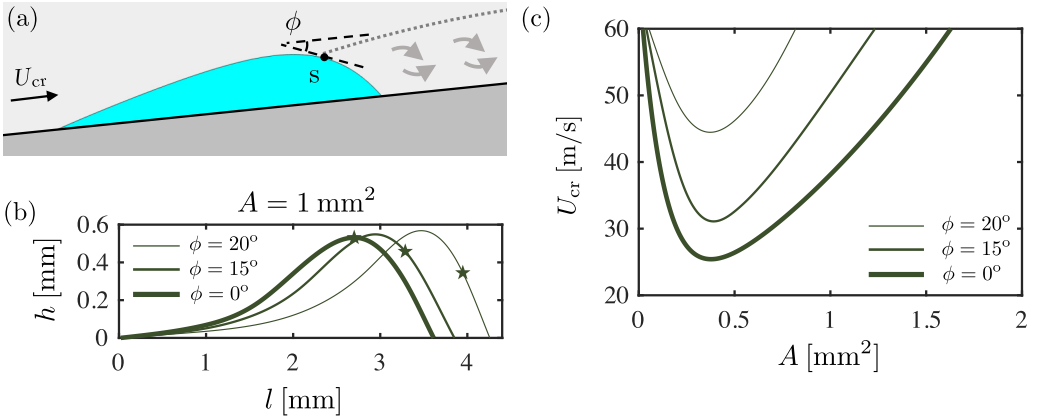 (a)
ϕ
s
U_cr
(b)
A = 1 mm²
h [mm]
0.6
0.4
0.2
0
ϕ = 20°
ϕ = 15°
ϕ = 0°
0 1 2 3 4
l [mm]
(c)
U_cr [m/s]
60
50
40
30
20
ϕ = 20°
ϕ = 15°
ϕ = 0°
0 0.5 1 1.5 2
A [mm²]